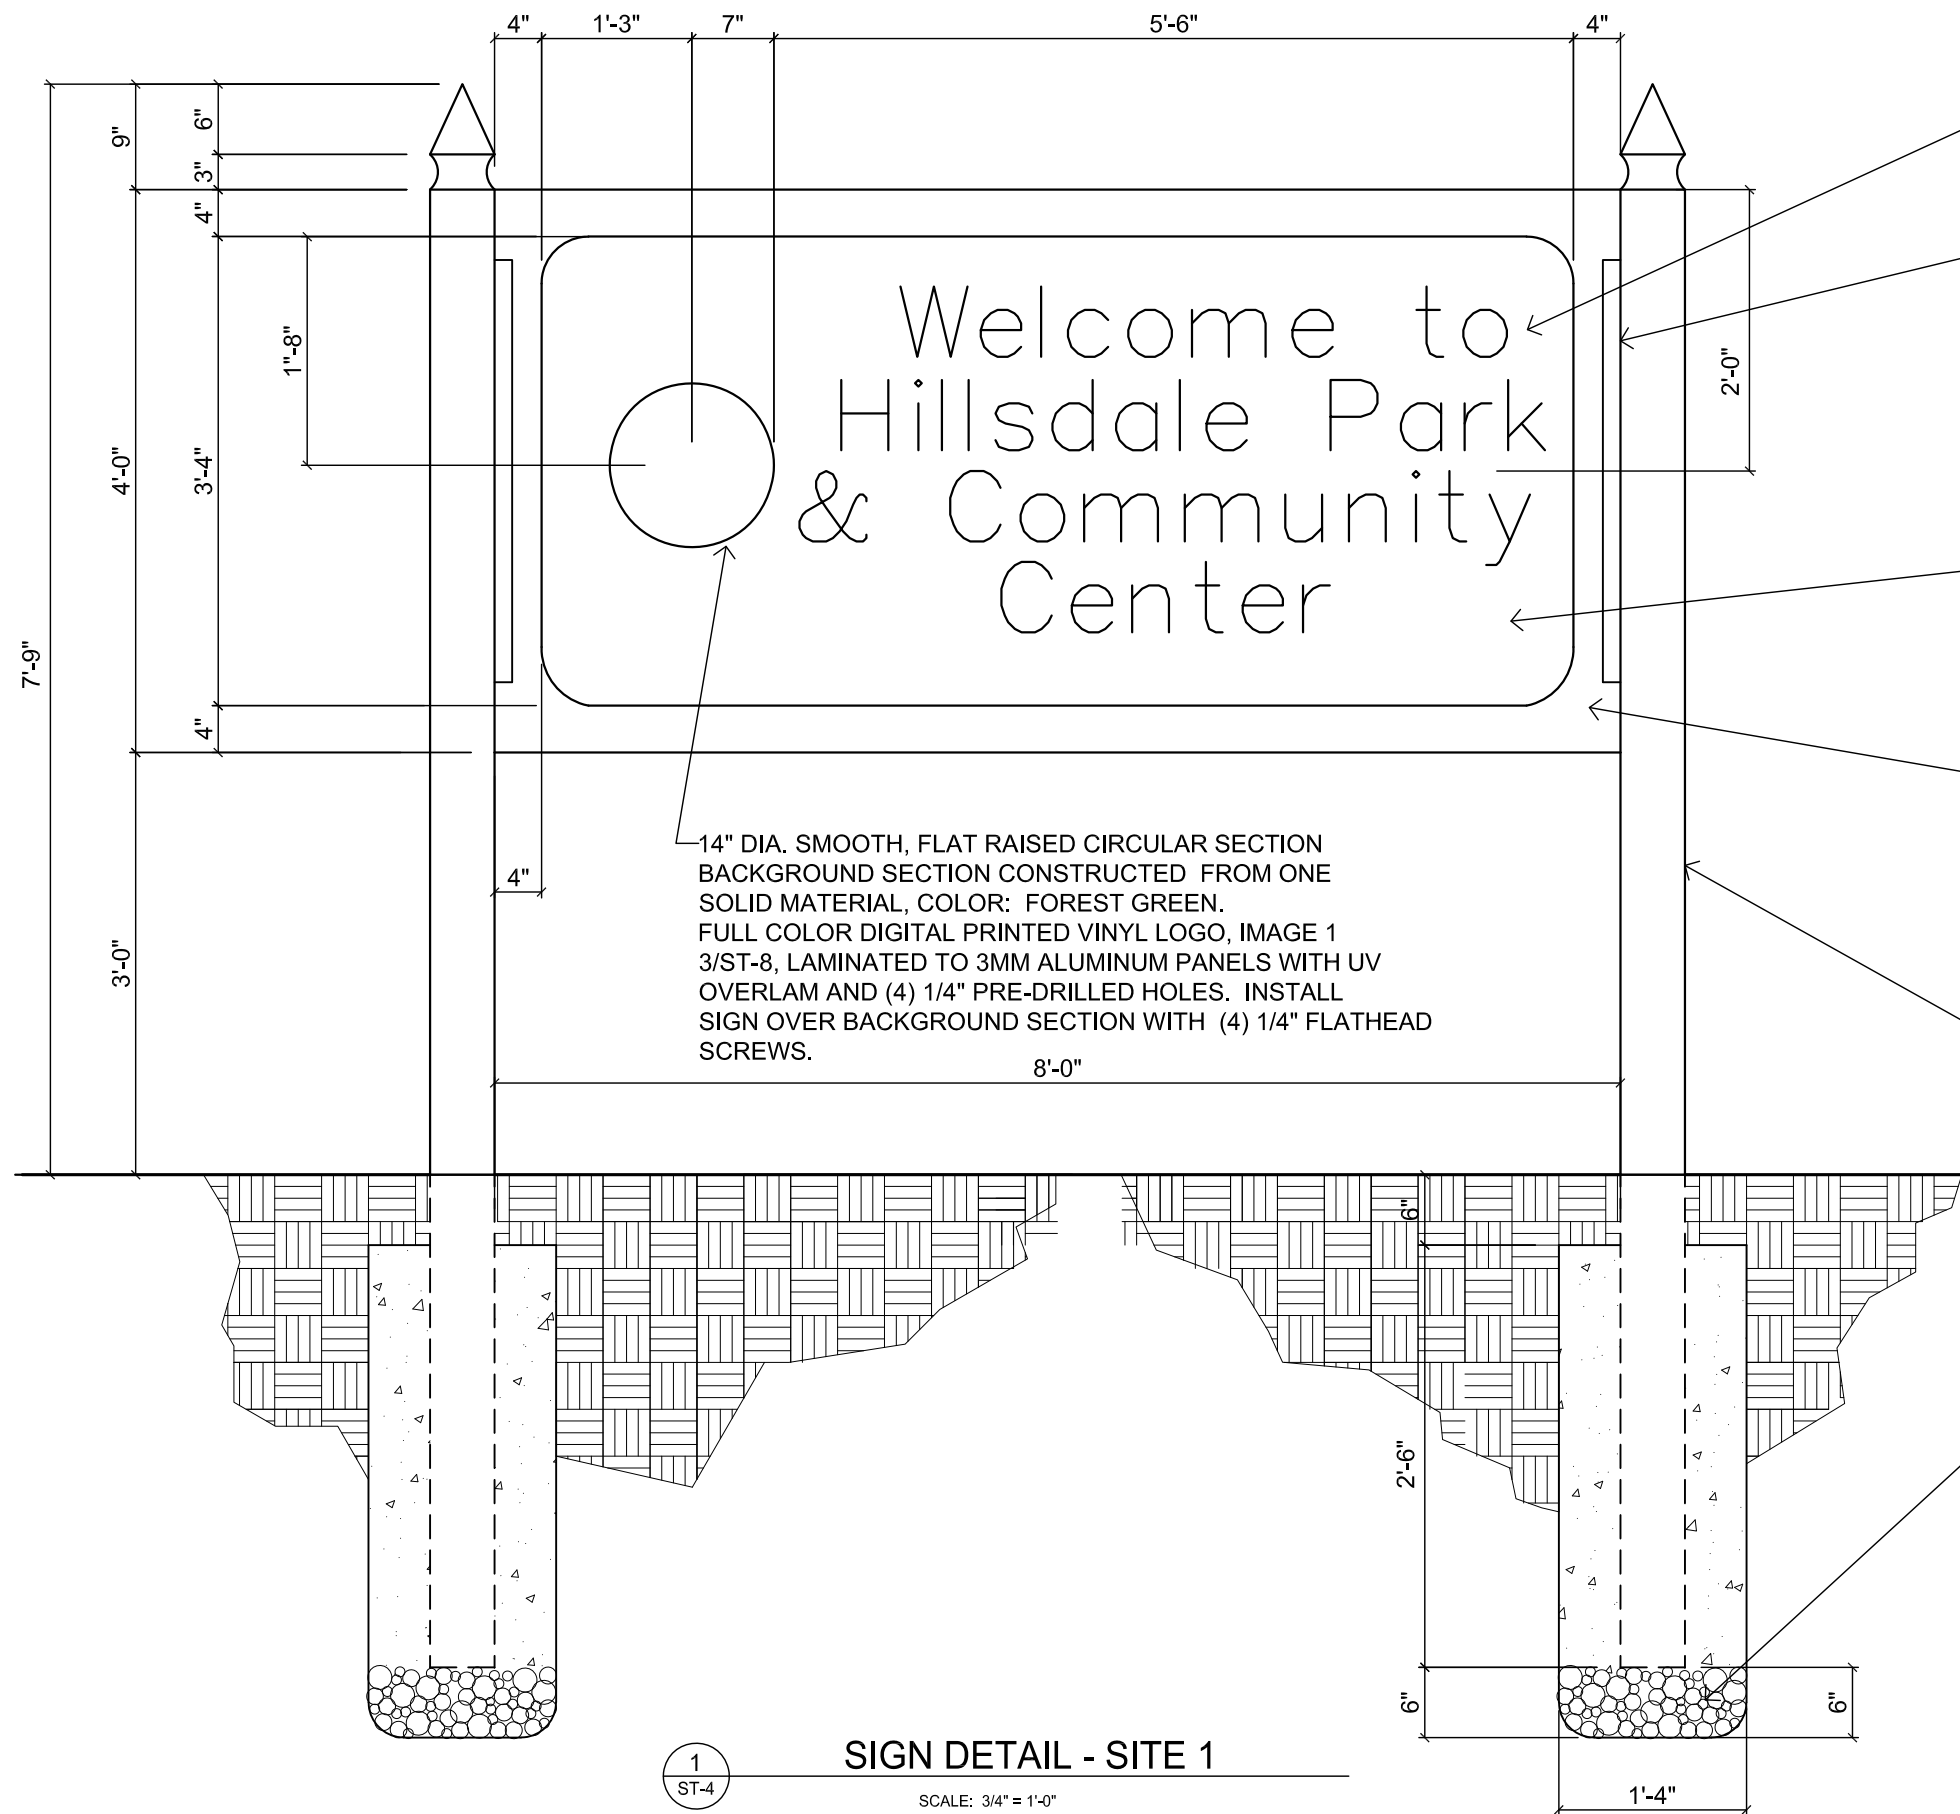 4" 1'-3" 7" 5'-6" 4"
6"
9"
3"
4"
1"-8"
2'-0"
4'-0"
3'-4"
7'-9"
4"
Welcome to
Hillsdale Park
& Community
Center
14" DIA. SMOOTH, FLAT RAISED CIRCULAR SECTION
BACKGROUND SECTION CONSTRUCTED FROM ONE
SOLID MATERIAL, COLOR: FOREST GREEN.
FULL COLOR DIGITAL PRINTED VINYL LOGO, IMAGE 1
3/ST-8, LAMINATED TO 3MM ALUMINUM PANELS WITH UV
OVERLAM AND (4) 1/4" PRE-DRILLED HOLES. INSTALL
SIGN OVER BACKGROUND SECTION WITH (4) 1/4" FLATHEAD
SCREWS.
4"
3'-0"
8'-0"
6"
2'-6"
6"
6"
1'-4"
1
ST-4
SIGN DETAIL - SITE 1
SCALE: 3/4" = 1'-0"